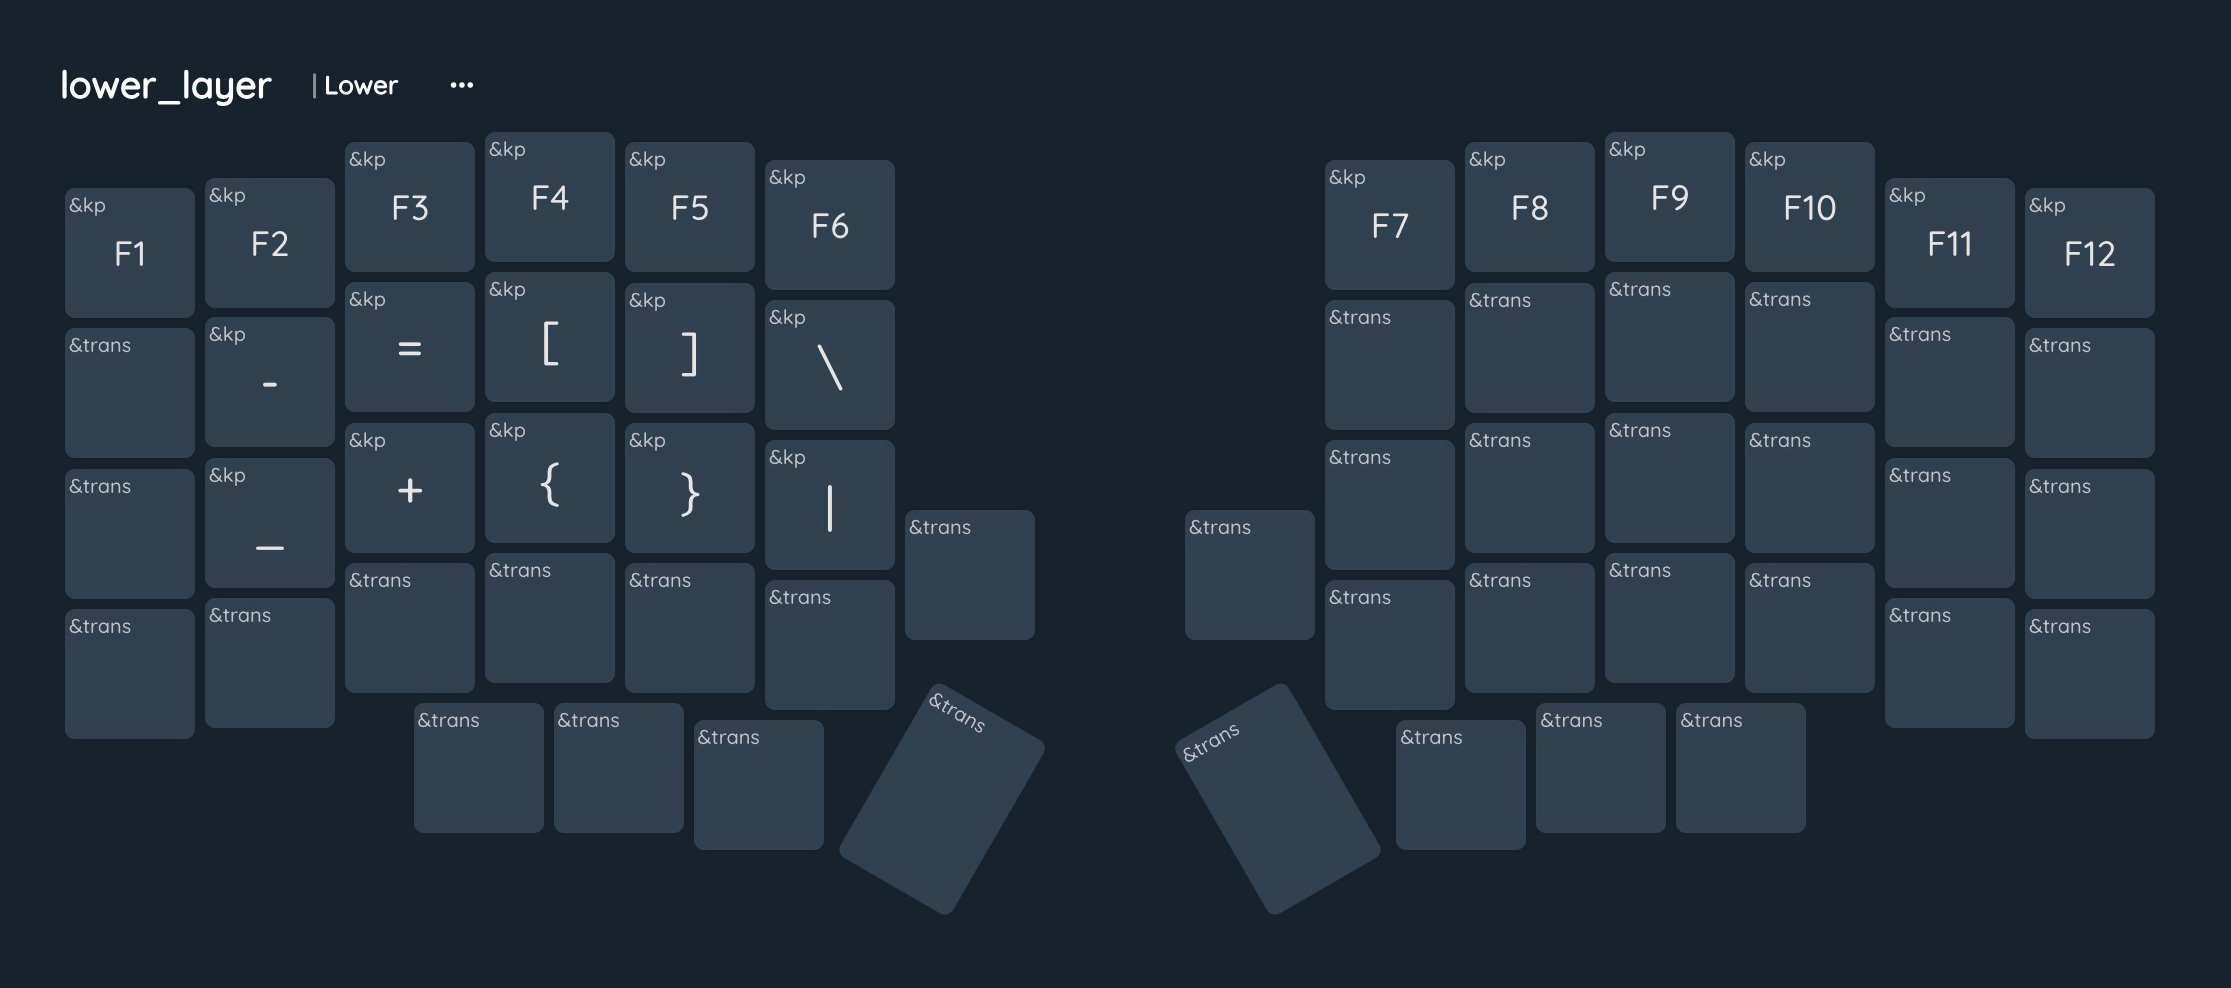 lower_layer | Lower ...
&kp &kp &kp &kp &kp &kp &kp &kp &kp &kp &kp &kp
F1 F2 F3 F4 F5 F6 F7 F8 F9 F10 F11 F12
&trans &kp &kp &kp &kp &kp &trans &trans &trans &trans &trans &trans
- = [ ] \
&trans &kp &kp &kp &kp &kp &trans &trans &trans &trans &trans &trans
_ + { } |
&trans &trans &trans &trans &trans &trans &trans &trans &trans &trans &trans &trans &trans &trans
&trans &trans &trans &trans &trans &trans &trans &trans